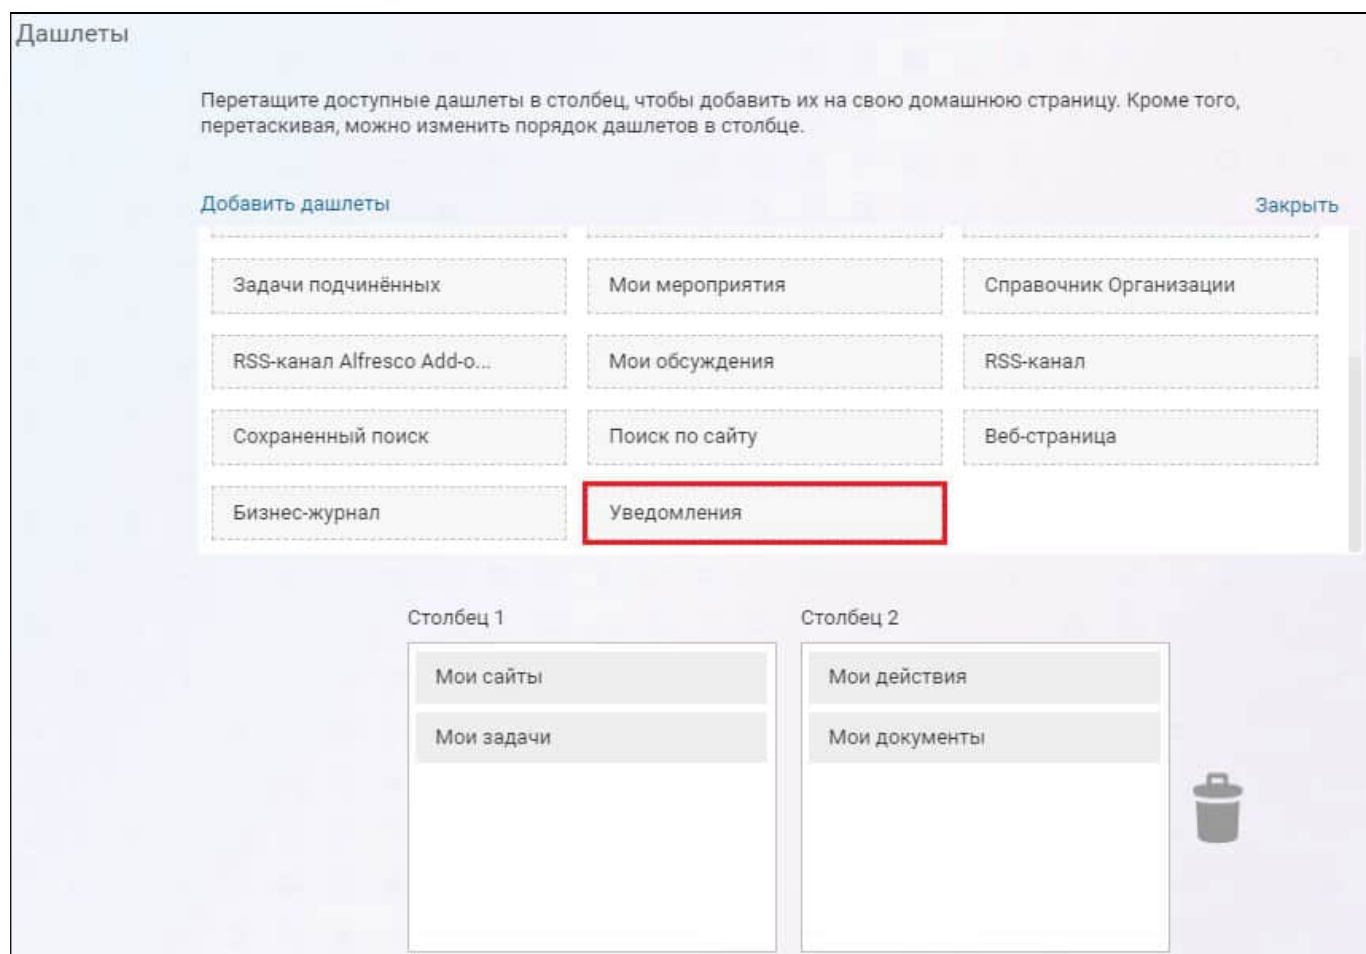 Дашлеты
Перетащите доступные дашлеты в столбец, чтобы добавить их на свою домашнюю страницу. Кроме того,
перетаскивая, можно изменить порядок дашлетов в столбце.
Добавить дашлеты
Закрыть
Задачи подчинённых
Мои мероприятия
Справочник Организации
RSS-канал Alfresco Add-o...
Мои обсуждения
RSS-канал
Сохраненный поиск
Поиск по сайту
Веб-страница
Бизнес-журнал
Уведомления
Столбец 1
Столбец 2
Мои сайты
Мои действия
Мои задачи
Мои документы